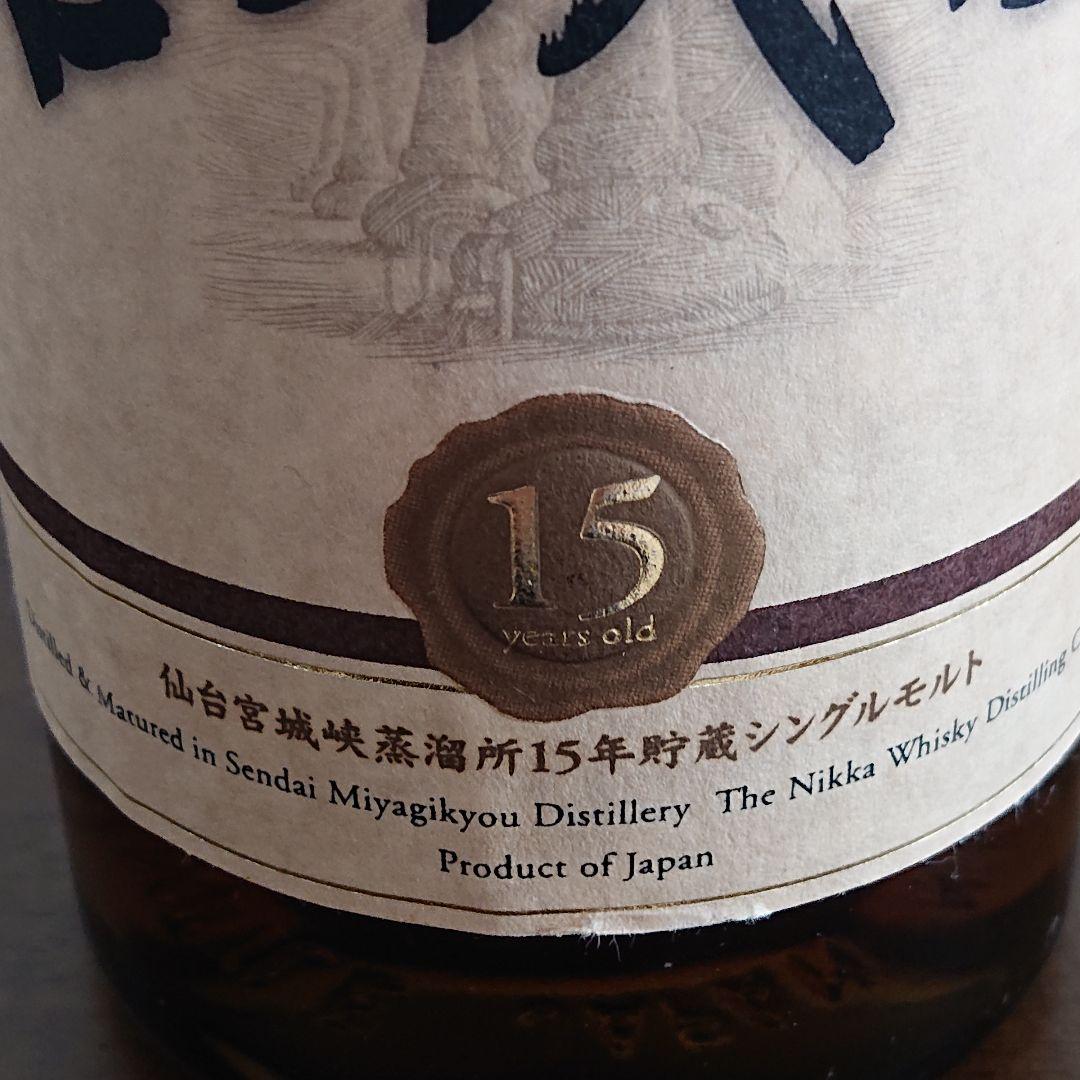 15
years old
仙台宮城峡蒸溜所15年貯蔵シングルモルト
Distilled & Matured in Sendai Miyagikyou Distillery The Nikka Whisky Distilling
Product of Japan